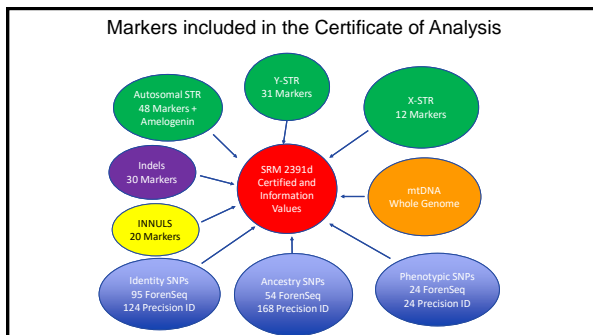 Markers included in the Certificate of Analysis
Autosomal STR
48 Markers +
Amelogenin
Y-STR
31 Markers
X-STR
12 Markers
Indels
30 Markers
SRM 2391d
Certified and
Information
Values
mtDNA
Whole Genome
INNULS
20 Markers
Identity SNPs
95 ForenSeq
124 Precision ID
Ancestry SNPs
54 ForenSeq
168 Precision ID
Phenotypic SNPs
24 ForenSeq
24 Precision ID